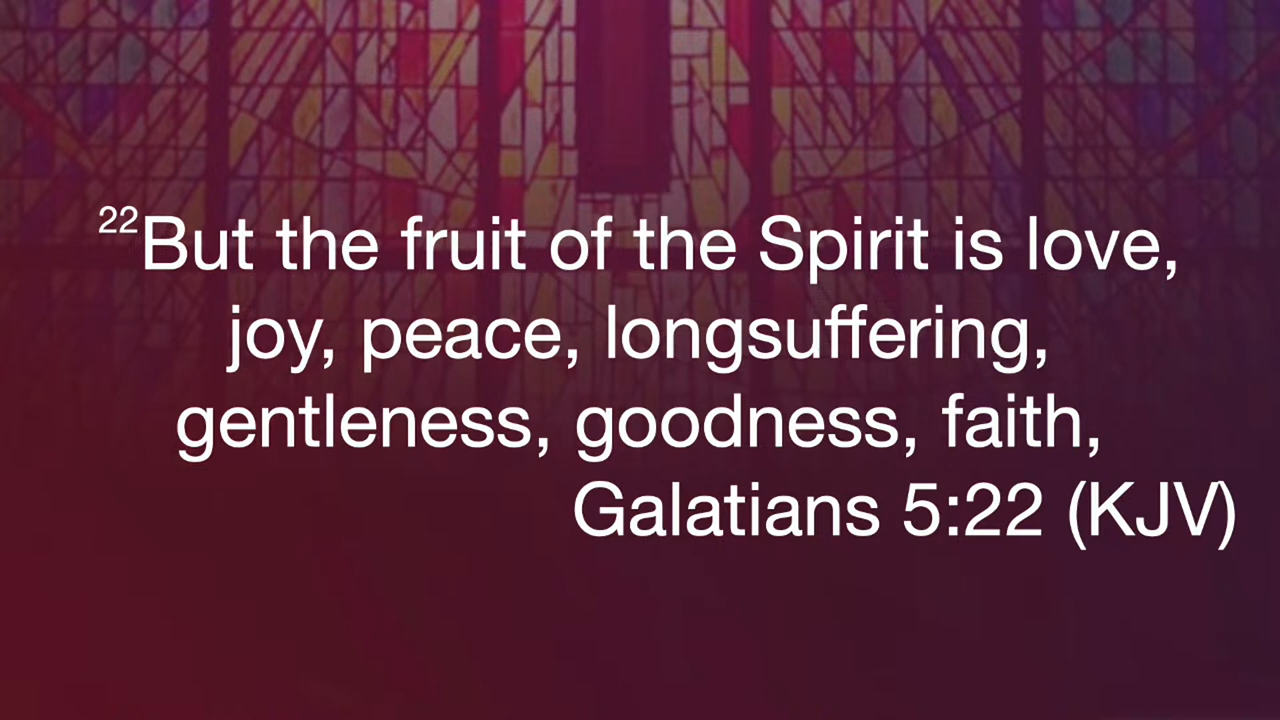 22But the fruit of the Spirit is love,
joy, peace, longsuffering,
gentleness, goodness, faith,
Galatians 5:22 (KJV)